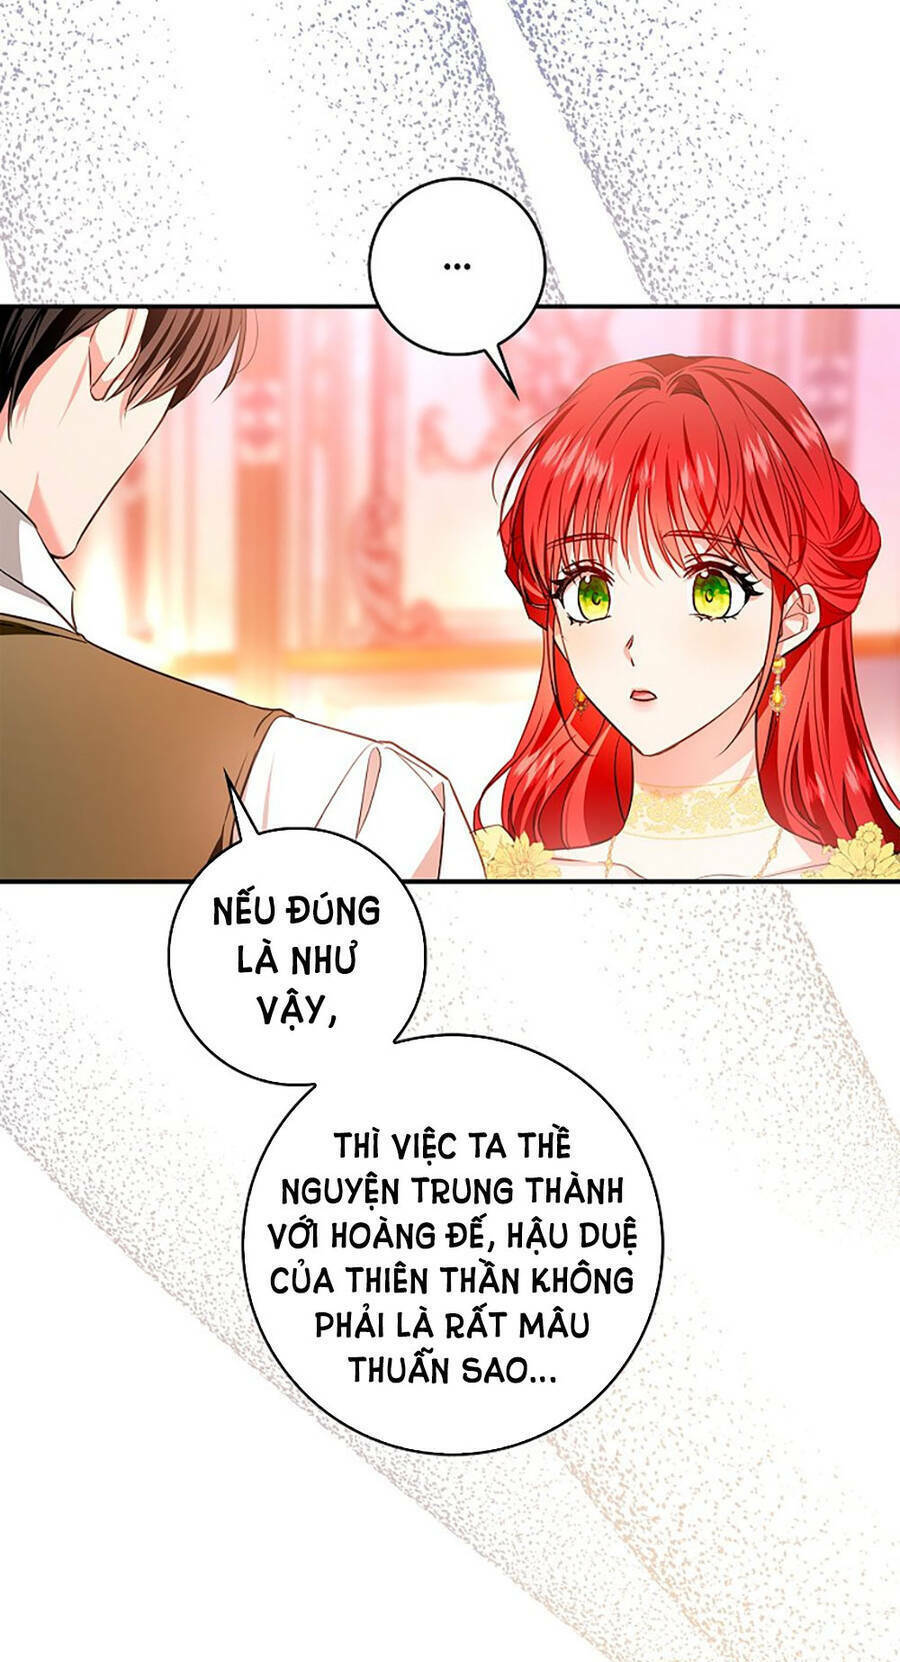 ...
NẾU ĐÚNG
LÀ NHƯ
VẬY,
THÌ VIỆC TA THỀ
NGUYỆN TRUNG THÀNH
VỚI HOÀNG ĐẾ, HẬU DUỆ
CỦA THIÊN THẦN KHÔNG
PHẢI LÀ RẤT MÂU
THUẪN SAO...